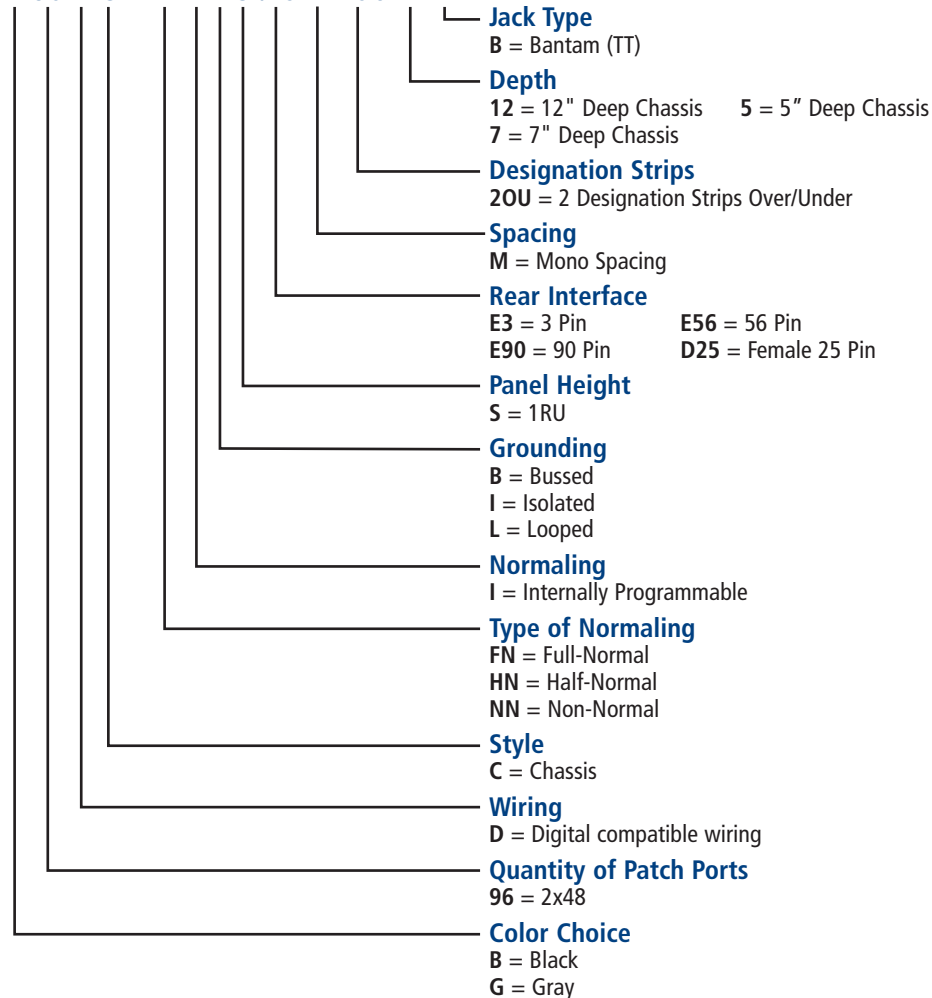 Jack Type
B = Bantam (TT)
Depth
12 = 12" Deep Chassis 5 = 5” Deep Chassis
7 = 7" Deep Chassis
Designation Strips
2OU = 2 Designation Strips Over/Under
Spacing
M = Mono Spacing
Rear Interface
E3 = 3 Pin E56 = 56 Pin
E90 = 90 Pin D25 = Female 25 Pin
Panel Height
S = 1RU
Grounding
B = Bussed
I = Isolated
L = Looped
Normaling
I = Internally Programmable
Type of Normaling
FN = Full-Normal
HN = Half-Normal
NN = Non-Normal
Style
C = Chassis
Wiring
D = Digital compatible wiring
Quantity of Patch Ports
96 = 2x48
Color Choice
B = Black
G = Gray